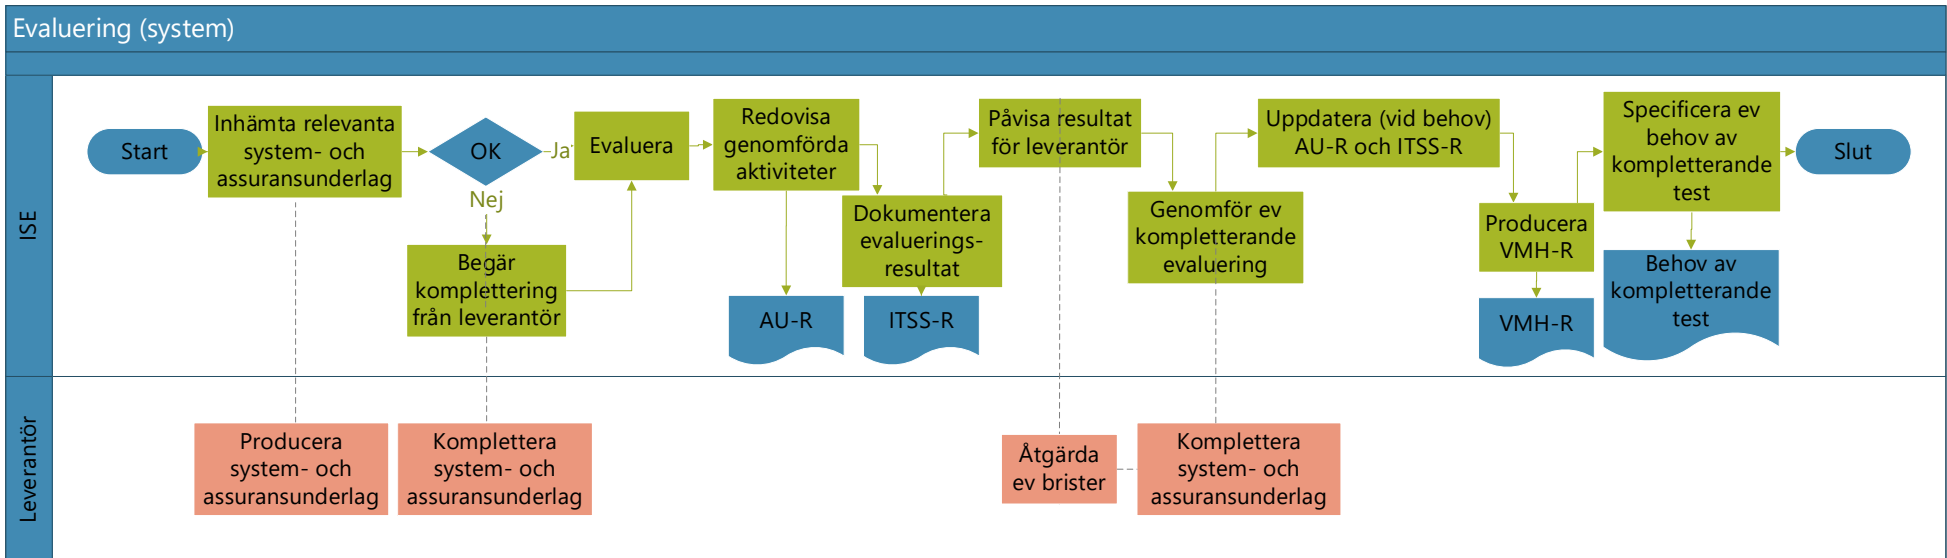 Evaluering (system)
ISE
Start
Inhämta relevanta
system- och
assuransunderlag
OK
Ja
Nej
Begär
komplettering
från leverantör
Evaluera
Redovisa
genomförda
aktiviteter
AU-R
Dokumentera
evaluerings-
resultat
ITSS-R
Påvisa resultat
för leverantör
Genomför ev
kompletterande
evaluering
Uppdatera (vid behov)
AU-R och ITSS-R
Producera
VMH-R
VMH-R
Specificera ev
behov av
kompletterande
test
Behov av
kompletterande
test
Slut
Leverantör
Producera
system- och
assuransunderlag
Komplettera
system- och
assuransunderlag
Åtgärda
ev brister
Komplettera
system- och
assuransunderlag